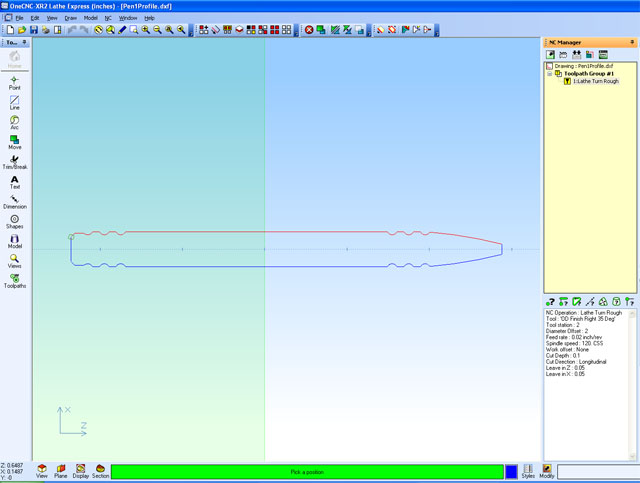 OneCNC XR2 Lathe Express (inches) - [Pen1Profile.dxf]
File Edit View Draw Model NC Window Help
To...
Home
Point
Line
Arc
Move
Trim/Break
Text
Dimension
Shapes
Model
Views
Toolpaths
X
Z
NC Manager
Drawing : Pen1Profile.dxf
Toolpath Group #1
1:Lathe Turn Rough
NC Operation : Lathe Turn Rough
Tool : 'OD Finish Right 35 Deg'
Tool station : 2
Diameter Offset : 2
Feed rate : 0.02 inch/rev
Spindle speed : 120. CSS
Work offset : None
Cut Depth : 0.1
Cut Direction : Longitudinal
Leave in Z : 0.05
Leave in X : 0.05
Z: 0.6487
X: 0.1487
Y: -0
View Plane Display Section
Pick a position
Styles Modify